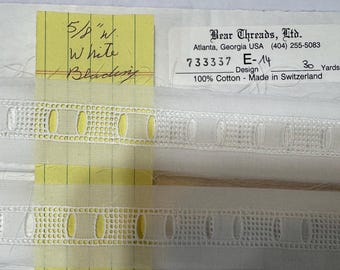 5/8" W.
White
Beading
Bear Threads, Ltd.
Atlanta, Georgia USA (404) 255-5083
733337 E-14 30 Yards
Design
100% Cotton - Made in Switzerland